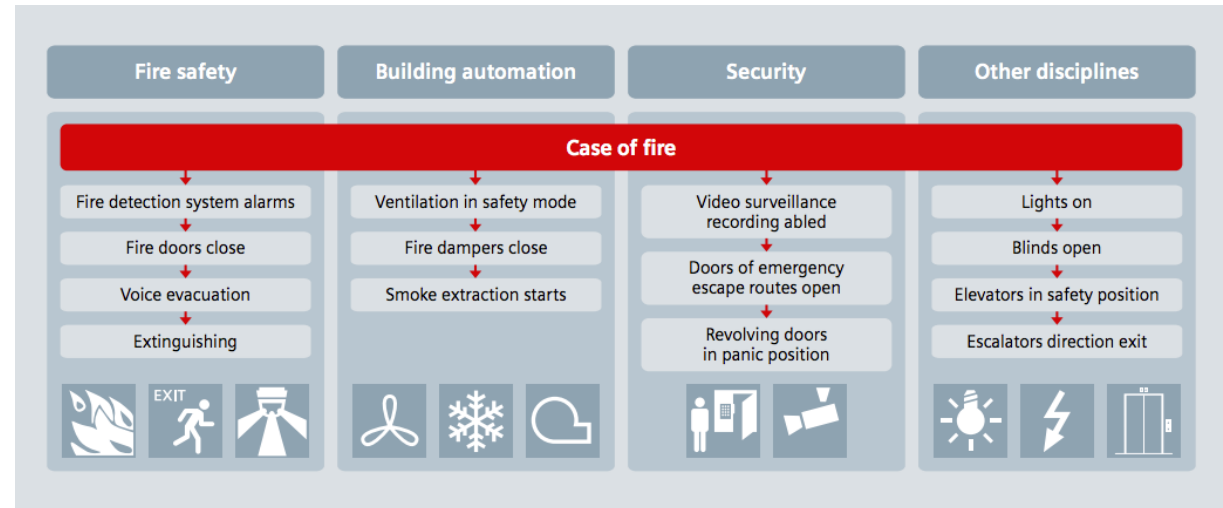 Fire safety
Building automation
Security
Other disciplines
Case of fire
Fire detection system alarms
Fire doors close
Voice evacuation
Extinguishing
EXIT
Ventilation in safety mode
Fire dampers close
Smoke extraction starts
Video surveillance
recording abled
Doors of emergency
escape routes open
Revolving doors
in panic position
Lights on
Blinds open
Elevators in safety position
Escalators direction exit